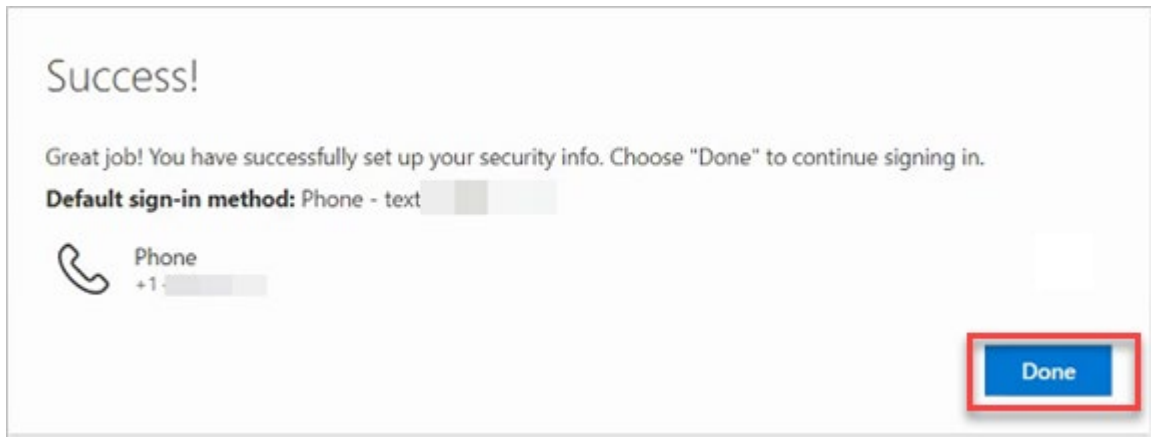 Success!
Great job! You have successfully set up your security info. Choose "Done" to continue signing in.
Default sign-in method: Phone - text
Phone
+1
Done